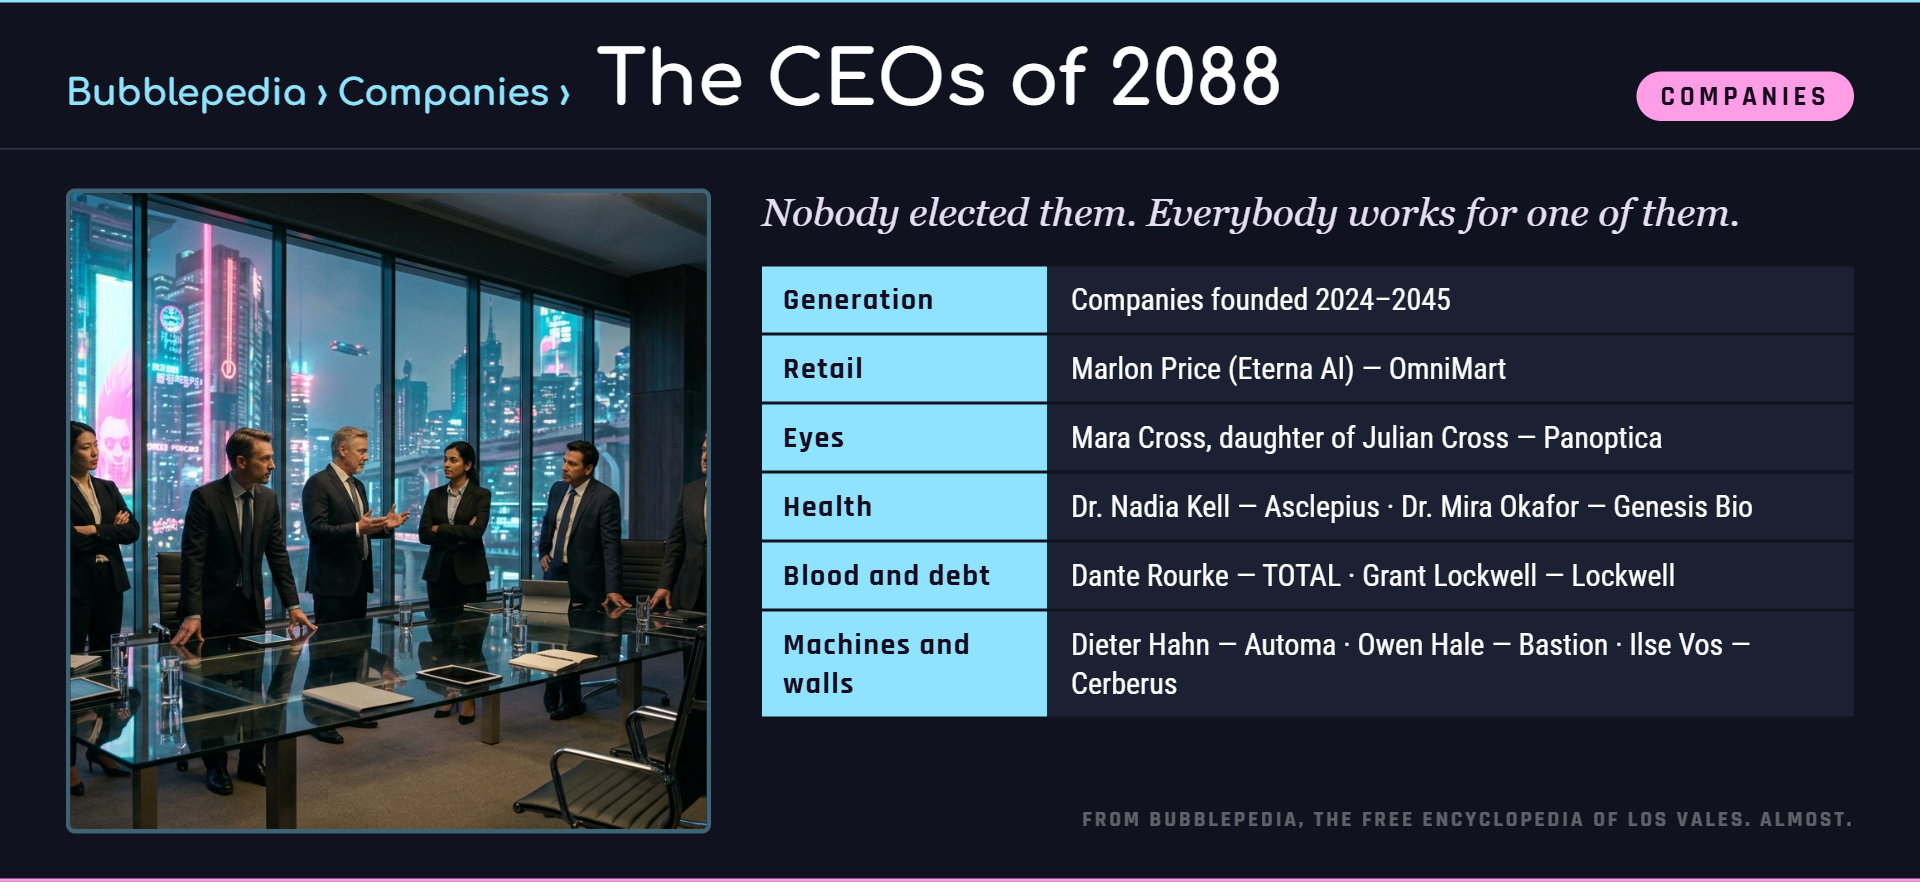 Bubblepedia › Companies › The CEOs of 2088
COMPANIES
Nobody elected them. Everybody works for one of them.
Generation
Companies founded 2024–2045
Retail
Marlon Price (Eterna AI) — OmniMart
Eyes
Mara Cross, daughter of Julian Cross — Panoptica
Health
Dr. Nadia Kell — Asclepius · Dr. Mira Okafor — Genesis Bio
Blood and debt
Dante Rourke — TOTAL · Grant Lockwell — Lockwell
Machines and
walls
Dieter Hahn — Automa · Owen Hale — Bastion · Ilse Vos —
Cerberus
FROM BUBBLEPEDIA, THE FREE ENCYCLOPEDIA OF LOS VALES. ALMOST.